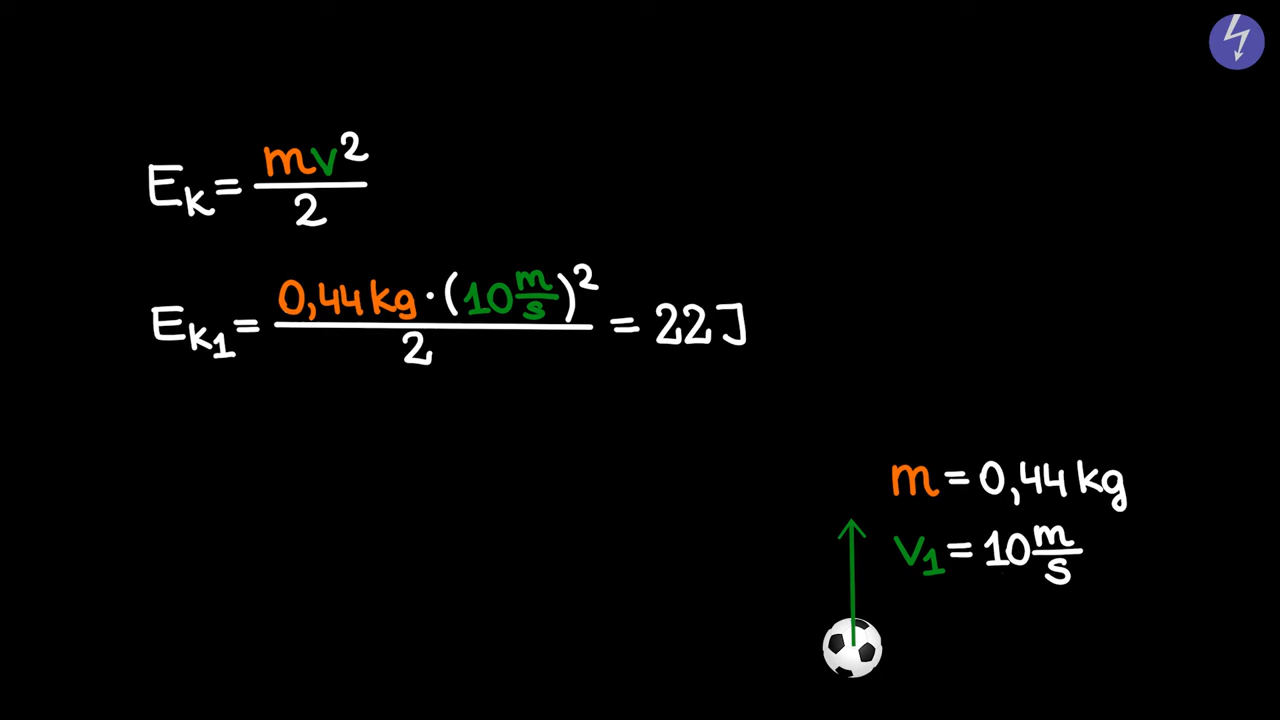 Eₖ = mv² / 2
Eₖ₁ = 0,44 kg · (10 m/s)² / 2 = 22 J
m = 0,44 kg
v₁ = 10 m/s